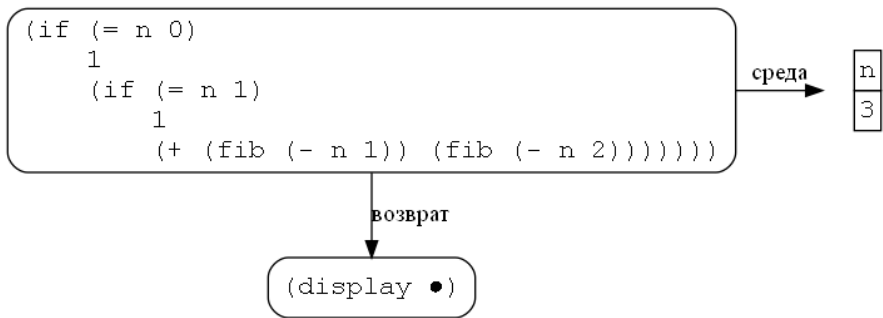 (if (= n 0)
1
(if (= n 1)
1
(+ (fib (- n 1)) (fib (- n 2)))))))
среда
n
3
возврат
(display ●)